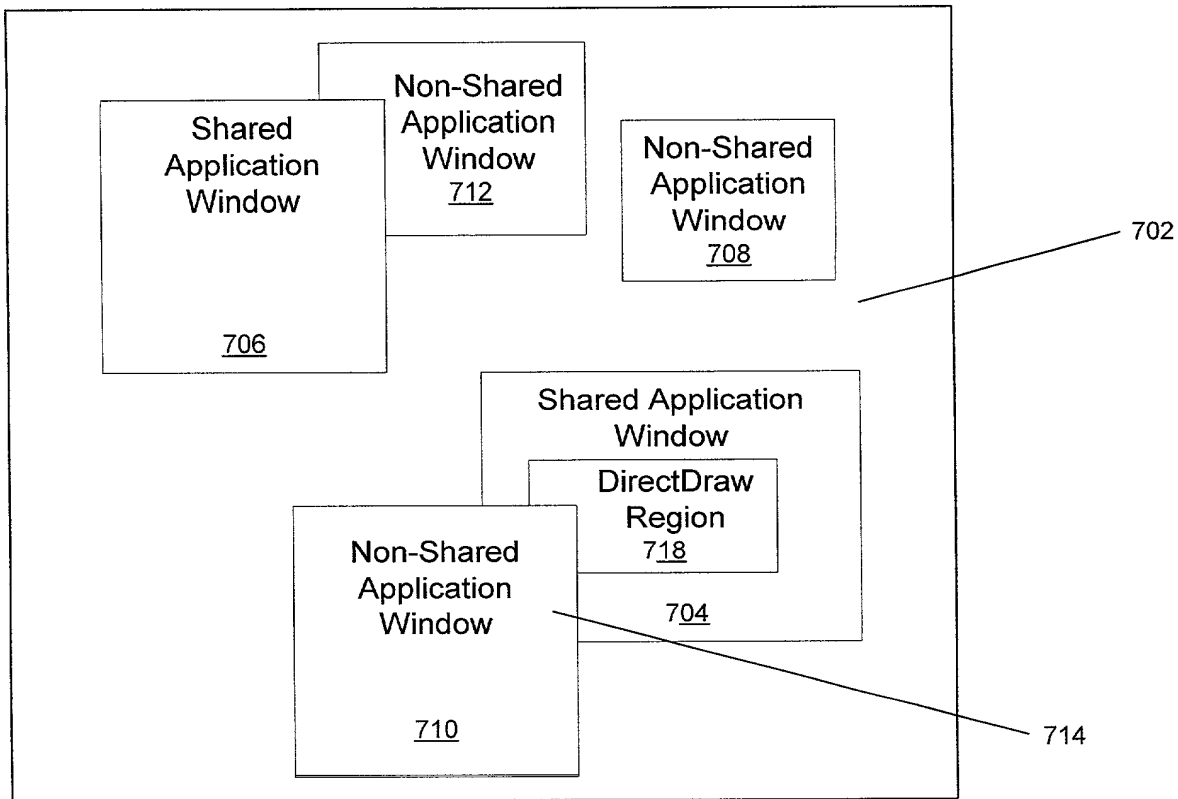 Non-Shared
Application
Window
712
Shared
Application
Window
706
Non-Shared
Application
Window
708
702
Shared Application
Window
DirectDraw
Region
718
704
Non-Shared
Application
Window
710
714